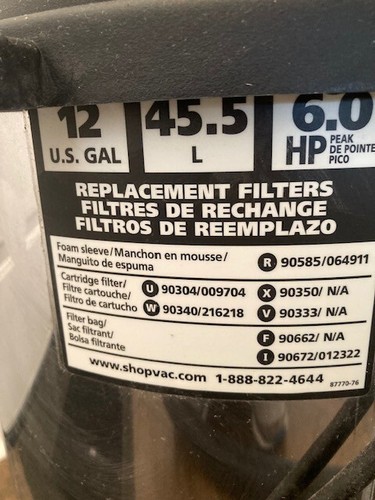 12 45.5 6.0
U.S. GAL L HP PEAK DE POINTE PICO
REPLACEMENT FILTERS
FILTRES DE RECHANGE
FILTROS DE REEMPLAZO
Foam sleeve/Manchon en mousse/
Manguito de espuma R 90585/064911
Cartridge filter/
Filtre cartouche/ U 90304/009704 X 90350/ N/A
Filtro de cartucho W 90340/216218 V 90333/ N/A
Filter bag/
Sac filtrant/ F 90662/ N/A
Bolsa filtrante I 90672/012322
www.shopvac.com 1-888-822-4644 87770-76